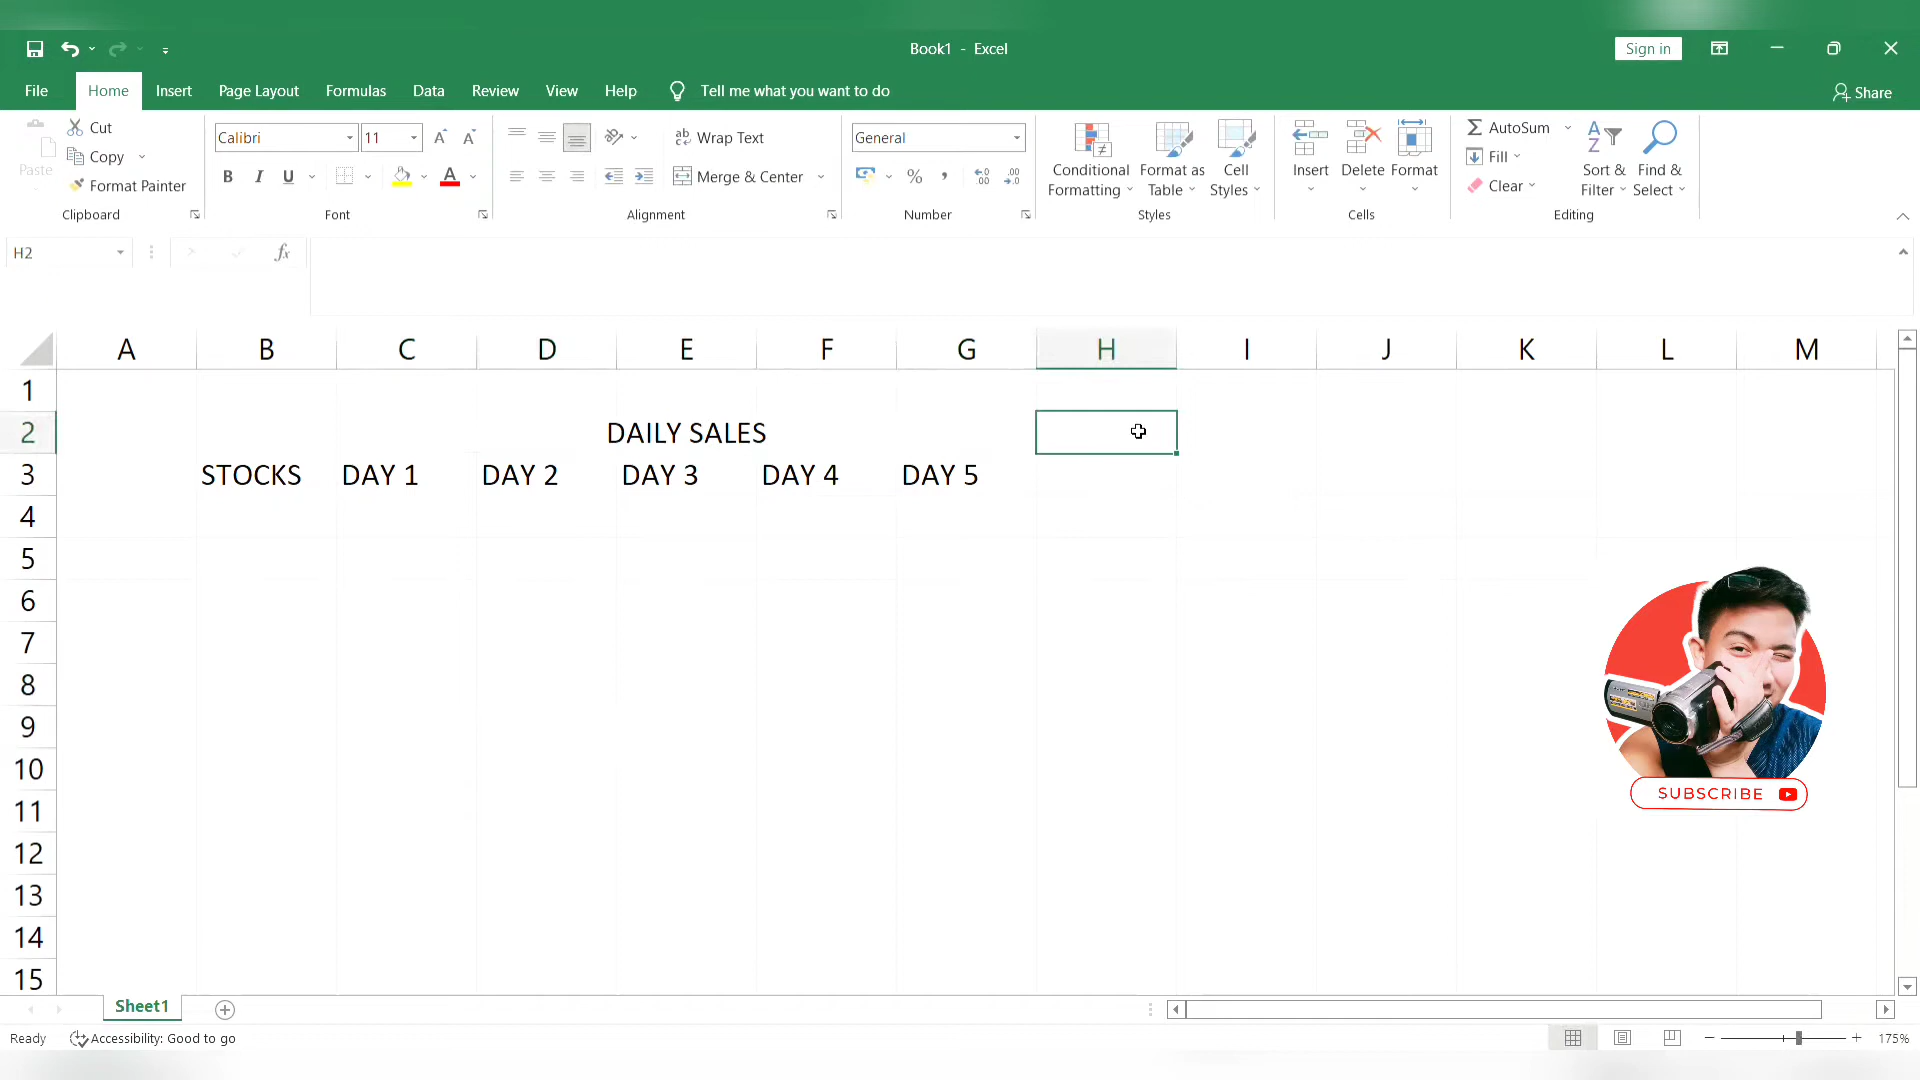 Book1 - Excel
Sign in
File Home Insert Page Layout Formulas Data Review View Help Tell me what you want to do
Share
Paste
Cut
Copy
Format Painter
Clipboard
Calibri 11
B I U
Font
Wrap Text
Merge & Center
Alignment
General
Number
Conditional Formatting
Format as Table
Cell Styles
Styles
Insert
Delete
Format
Cells
AutoSum
Fill
Clear
Sort & Filter
Find & Select
Editing
H2
fx
A B C D E F G H I J K L M
1
2 DAILY SALES
3 STOCKS DAY 1 DAY 2 DAY 3 DAY 4 DAY 5
4
5
6
7
8
9
10
11
12
13
14
15
SUBSCRIBE
Sheet1
Ready Accessibility: Good to go
175%